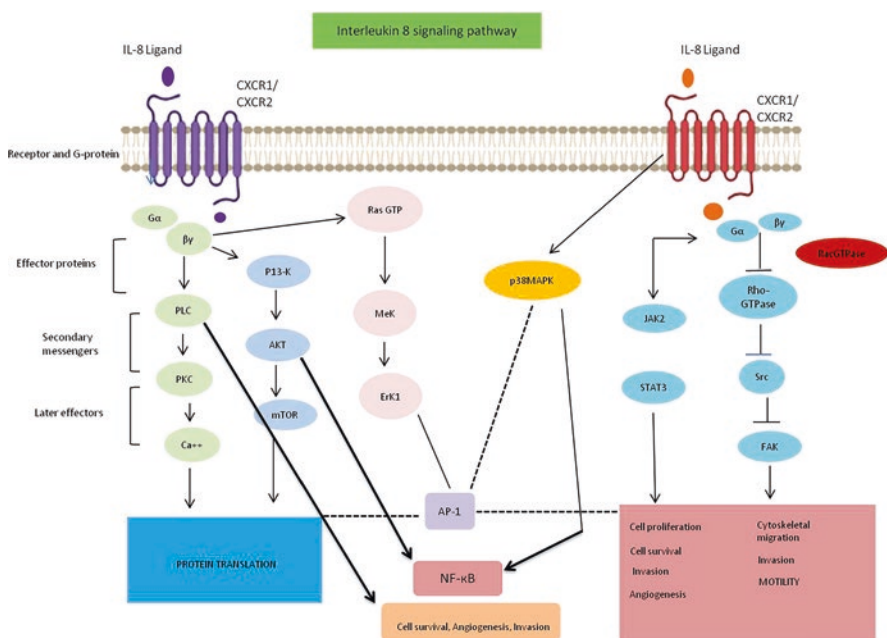 Interleukin 8 signaling pathway
IL-8 Ligand
CXCR1/
CXCR2
IL-8 Ligand
CXCR1/
CXCR2
Receptor and G-protein
Gα
βγ
Ras GTP
Gα
βγ
RacGTPase
Effector proteins
P13-K
p38MAPK
Rho-
GTPase
PLC
MeK
JAK2
Secondary
messengers
AKT
PKC
ErK1
STAT3
Src
Later effectors
mTOR
Ca++
FAK
AP-1
PROTEIN TRANSLATION
NF-κB
Cell survival, Angiogenesis, Invasion
Cell proliferation
Cell survival
Invasion
Angiogenesis
Cytoskeletal
migration
Invasion
MOTILITY